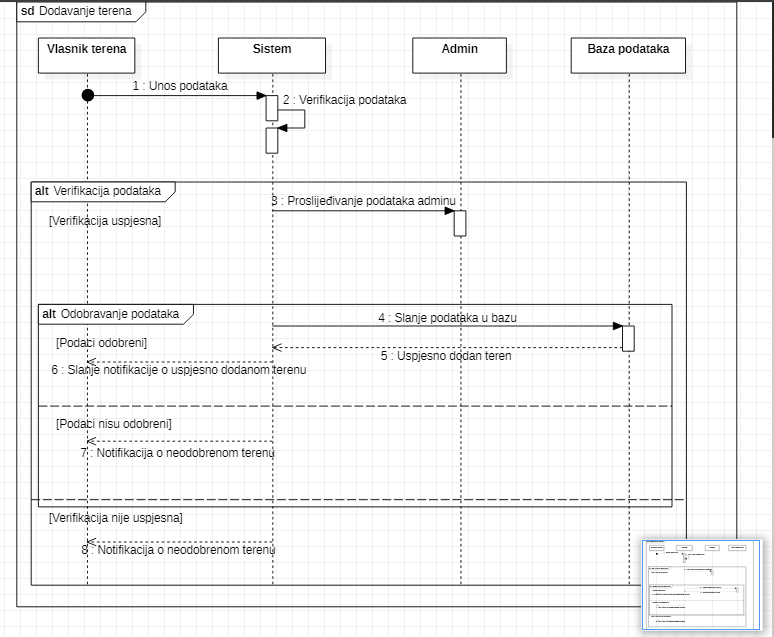 sd Dodavanje terena
Vlasnik terena
Sistem
Admin
Baza podataka
1 : Unos podataka
2 : Verifikacija podataka
alt Verifikacija podataka
3 : Proslijeđivanje podataka adminu
[Verifikacija uspjesna]
alt Odobravanje podataka
4 : Slanje podataka u bazu
[Podaci odobreni]
5 : Uspjesno dodan teren
6 : Slanje notifikacije o uspjesno dodanom terenu
[Podaci nisu odobreni]
7 : Notifikacija o neodobrenom terenu
[Verifikacija nije uspjesna]
8 : Notifikacija o neodobrenom terenu